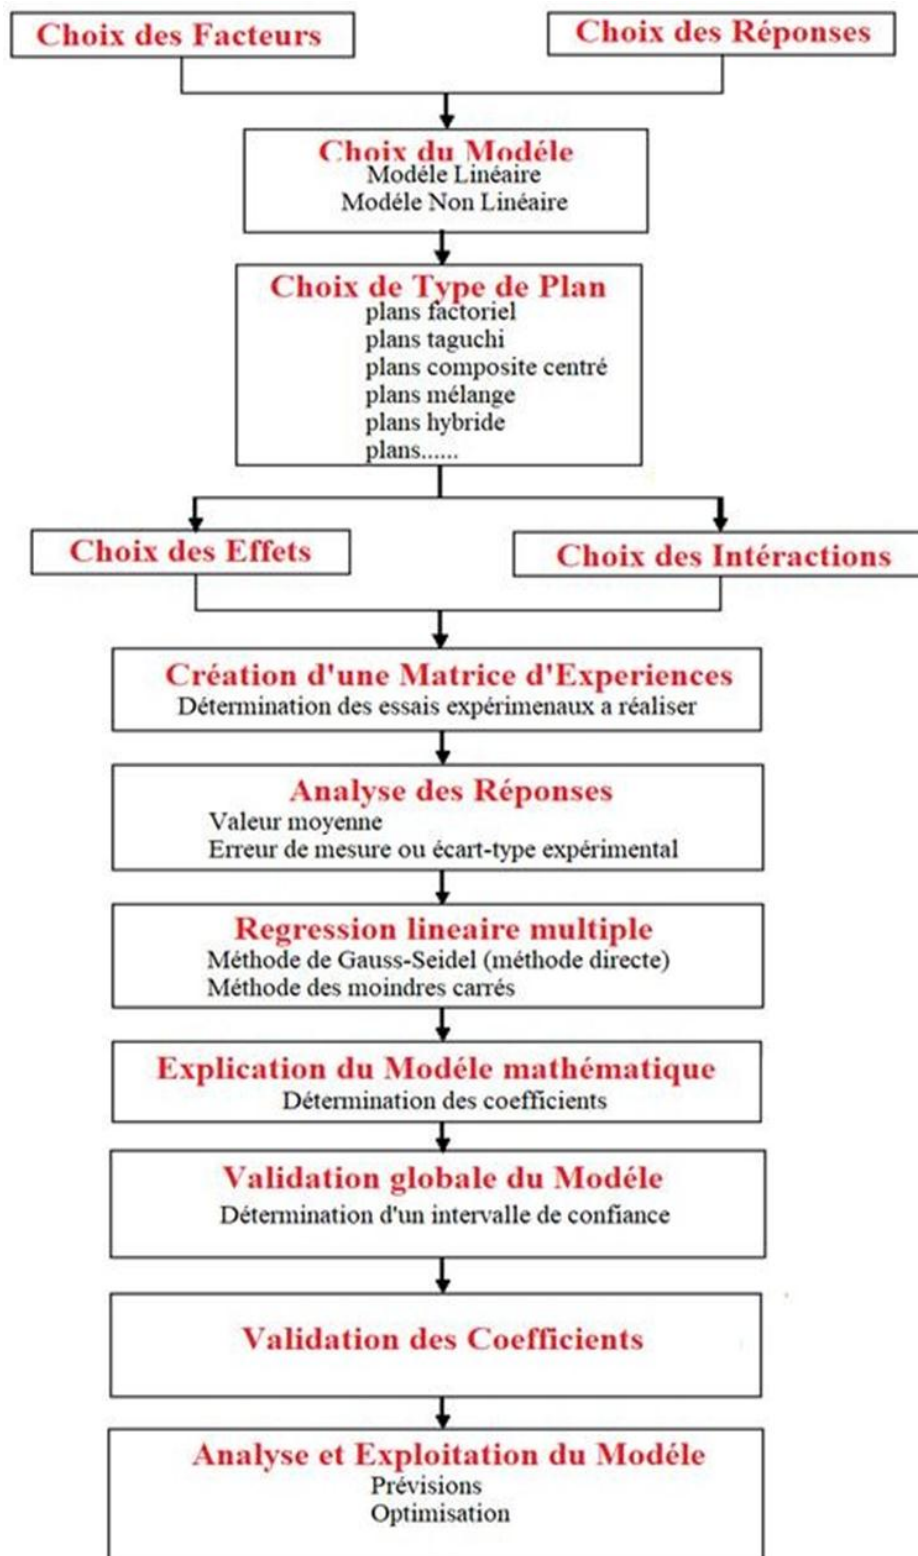 Choix des Facteurs
Choix des Réponses
Choix du Modéle
Modéle Linéaire
Modéle Non Linéaire
Choix de Type de Plan
plans factoriel
plans taguchi
plans composite centré
plans mélange
plans hybride
plans......
Choix des Effets
Choix des Intéractions
Création d'une Matrice d'Experiences
Détermination des essais expérimenaux a réaliser
Analyse des Réponses
Valeur moyenne
Erreur de mesure ou écart-type expérimental
Regression lineaire multiple
Méthode de Gauss-Seidel (méthode directe)
Méthode des moindres carrés
Explication du Modéle mathématique
Détermination des coefficients
Validation globale du Modéle
Détermination d'un intervalle de confiance
Validation des Coefficients
Analyse et Exploitation du Modéle
Prévisions
Optimisation